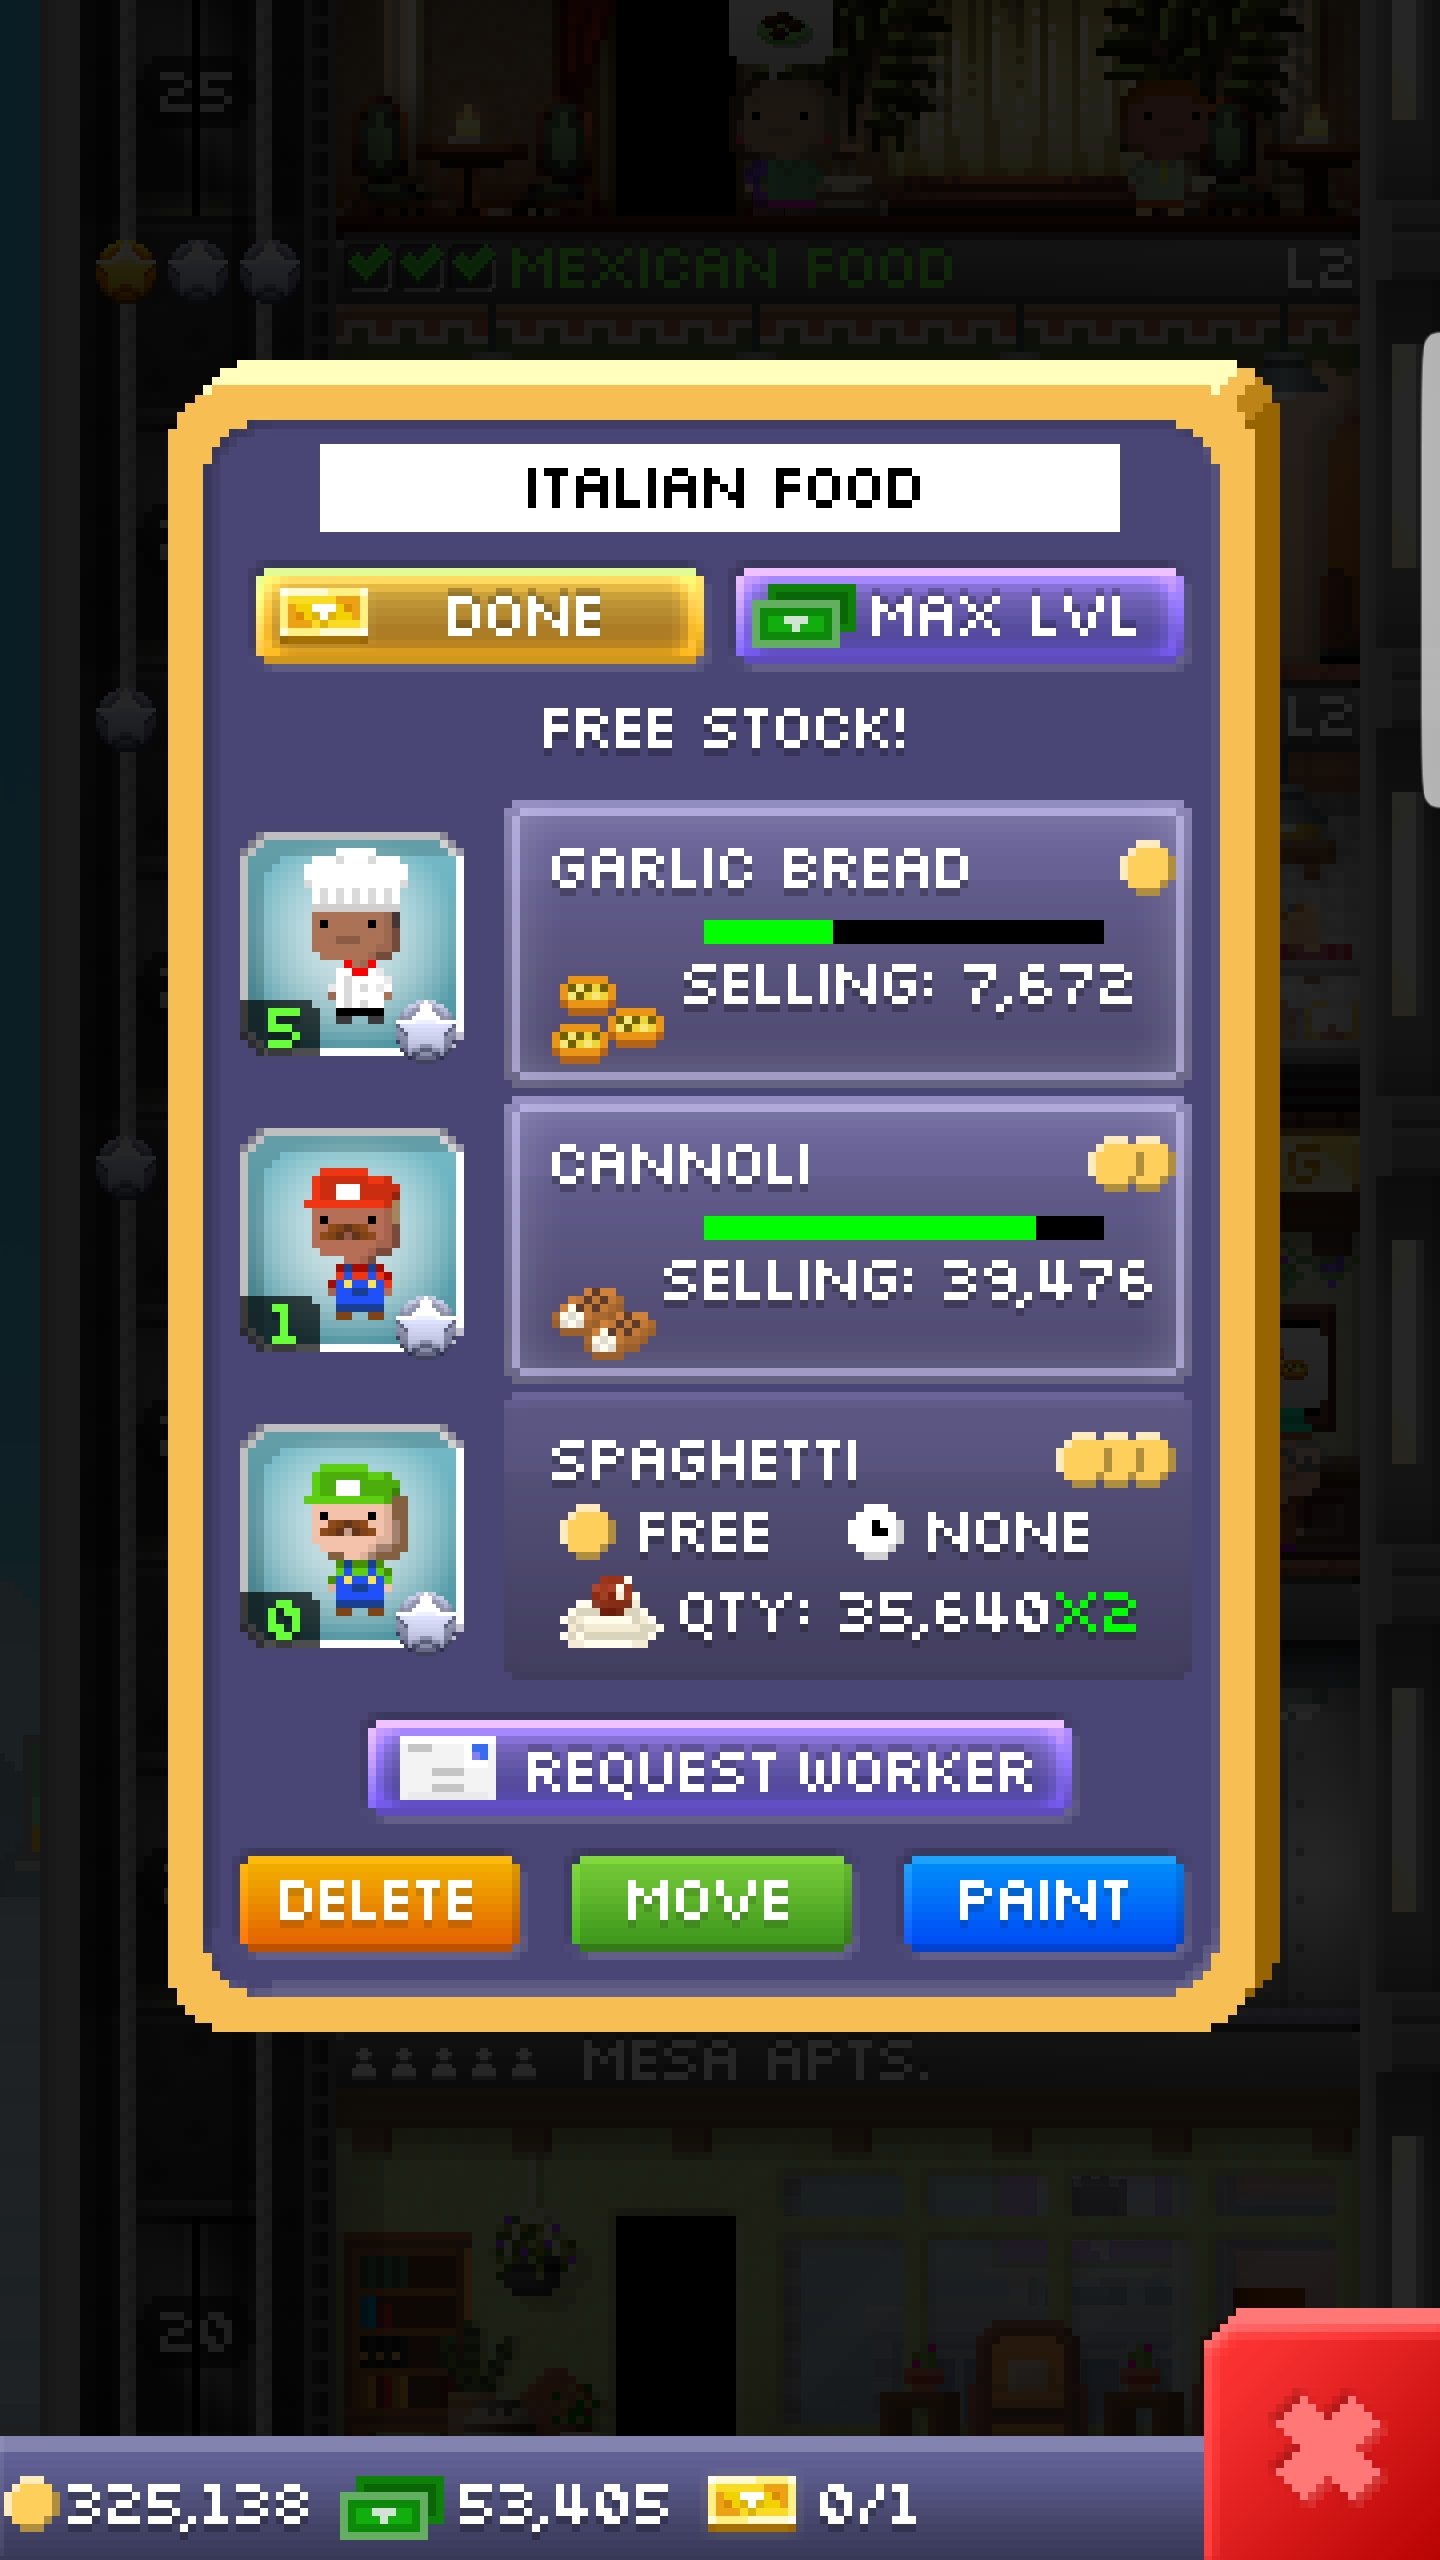 25
MEXICAN FOOD L2
ITALIAN FOOD
DONE MAX LVL
FREE STOCK!
L2
GARLIC BREAD
SELLING: 7,672
5
CANNOLI
SELLING: 39,476
1
SPAGHETTI
FREE NONE
QTY: 35,640X2
0
REQUEST WORKER
DELETE MOVE PAINT
MESA APTS.
20
325,138 53,405 0/1